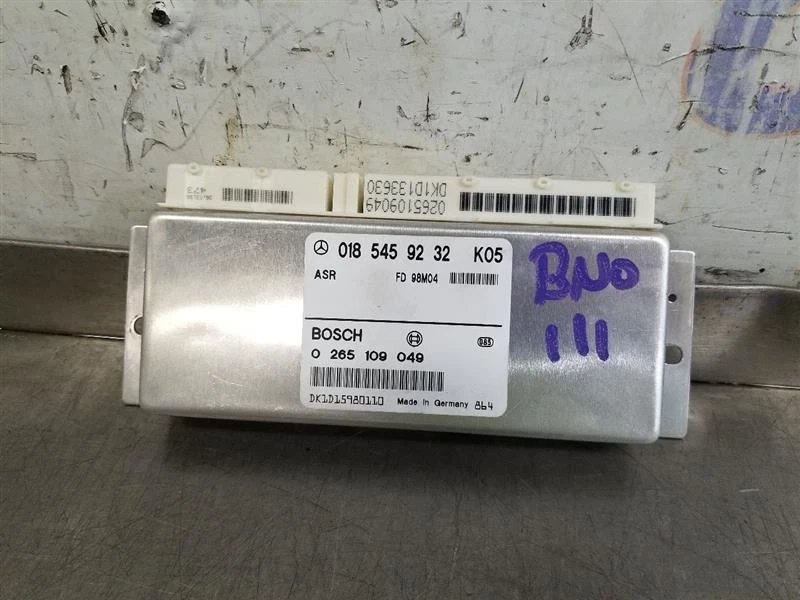 0265109049
DK1D133630
018 545 92 32 K05
ASR FD 98M04
BOSCH
0 265 109 049
DK1D15980110 Made in Germany 864
BNO
111